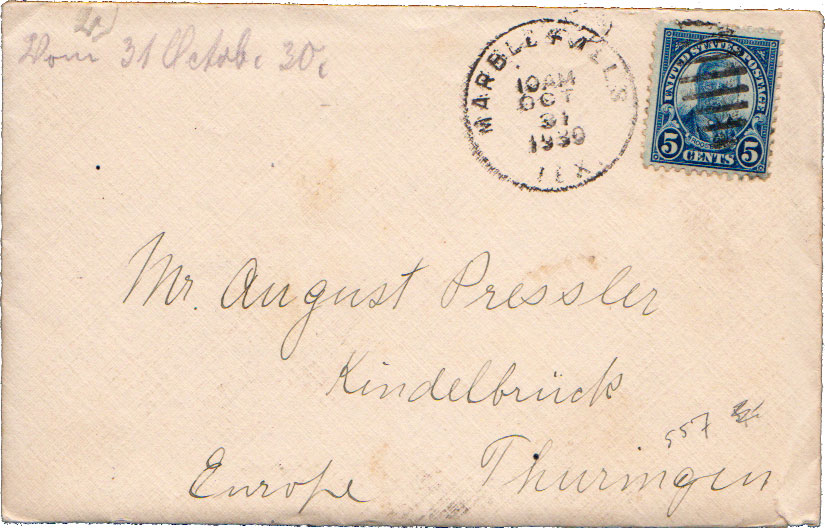 Vom 31 Octob. 30.
MARBLE FALLS
10 AM
OCT
31
1930
TEX.
UNITED STATES POSTAGE
5 CENTS 5
Mr. August Pressler
Kindelbrück
557
Thuringen
Europe